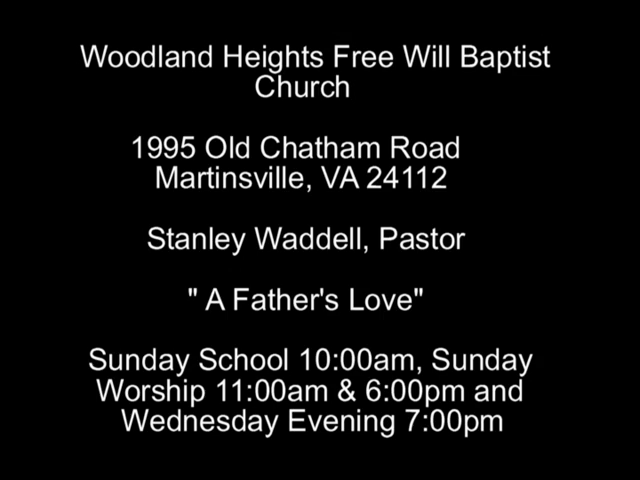 Woodland Heights Free Will Baptist
Church
1995 Old Chatham Road
Martinsville, VA 24112
Stanley Waddell, Pastor
" A Father's Love"
Sunday School 10:00am, Sunday
Worship 11:00am & 6:00pm and
Wednesday Evening 7:00pm